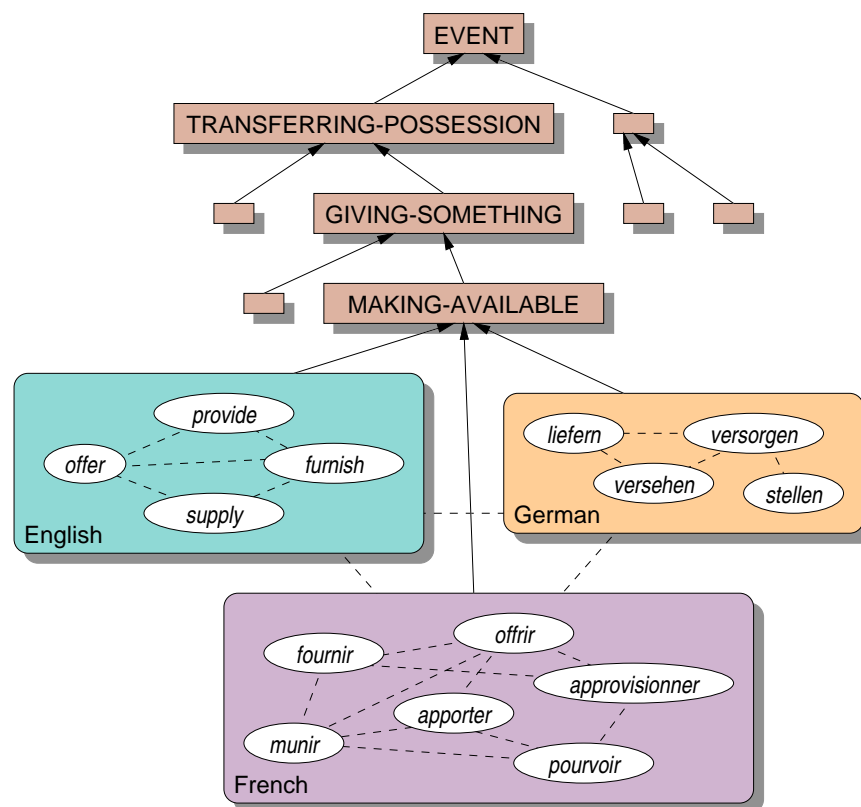 EVENT
TRANSFERRING-POSSESSION
GIVING-SOMETHING
MAKING-AVAILABLE
provide
offer
furnish
supply
English
liefern
versorgen
versehen
stellen
German
offrir
fournir
approvisionner
apporter
munir
pourvoir
French